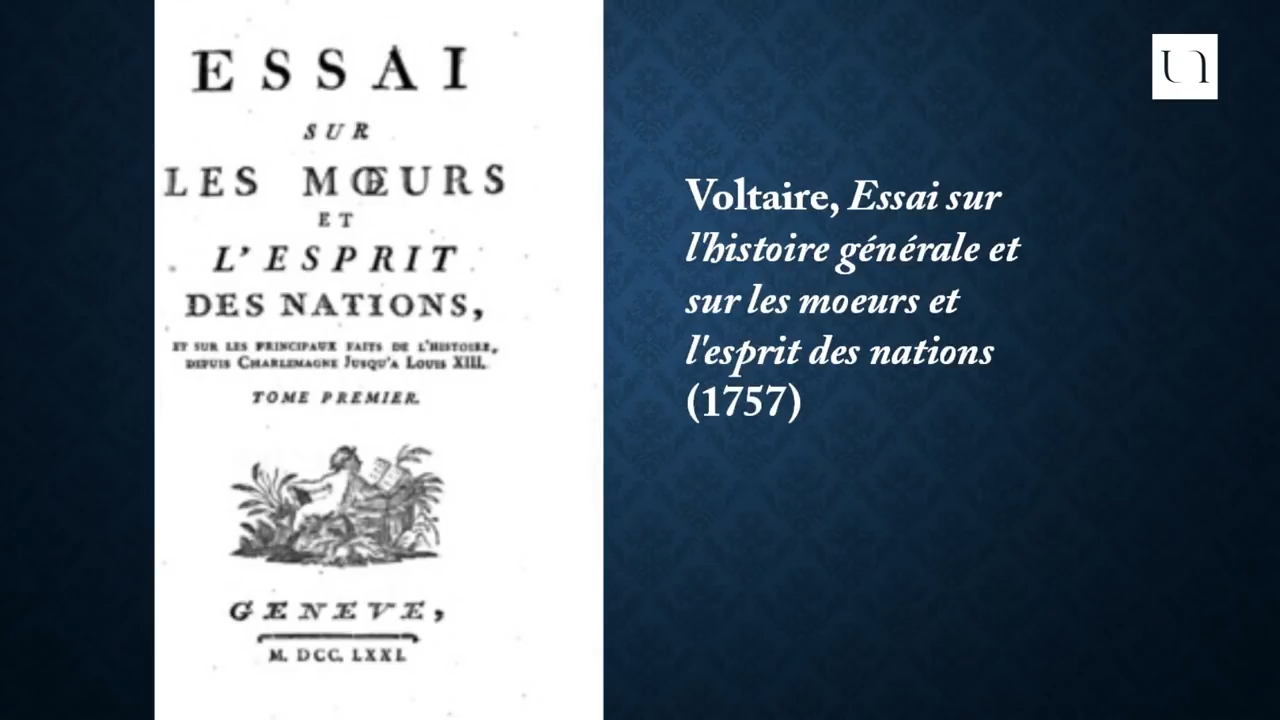 ESSAI
SUR
LES MŒURS
ET
L'ESPRIT
DES NATIONS,
ET SUR LES PRINCIPAUX FAITS DE L'HISTOIRE,
DEPUIS CHARLEMAGNE JUSQU'A LOUIS XIII.
TOME PREMIER.
GENEVE,
M. DCC. LXXI.
Voltaire, Essai sur
l'histoire générale et
sur les moeurs et
l'esprit des nations
(1757)